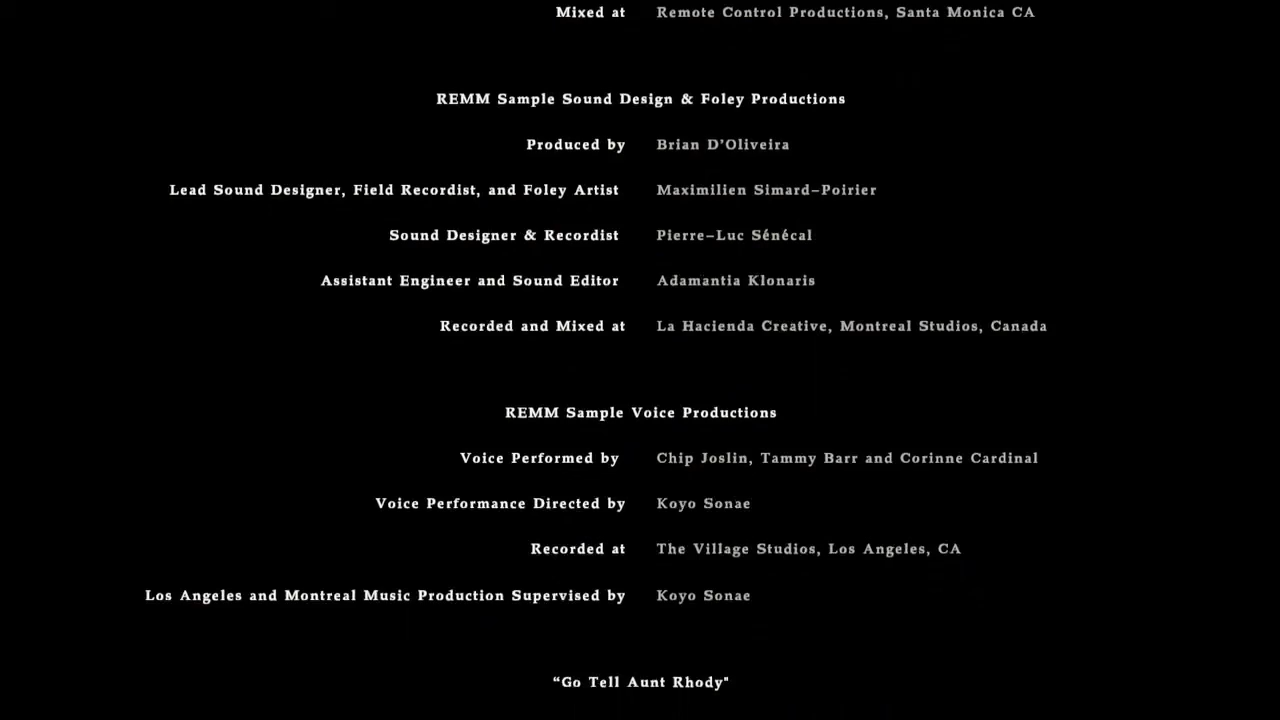 Mixed at Remote Control Productions, Santa Monica CA
REMM Sample Sound Design & Foley Productions
Produced by Brian D'Oliveira
Lead Sound Designer, Field Recordist, and Foley Artist Maximilien Simard–Poirier
Sound Designer & Recordist Pierre–Luc Sénécal
Assistant Engineer and Sound Editor Adamantia Klonaris
Recorded and Mixed at La Hacienda Creative, Montreal Studios, Canada
REMM Sample Voice Productions
Voice Performed by Chip Joslin, Tammy Barr and Corinne Cardinal
Voice Performance Directed by Koyo Sonae
Recorded at The Village Studios, Los Angeles, CA
Los Angeles and Montreal Music Production Supervised by Koyo Sonae
“Go Tell Aunt Rhody"